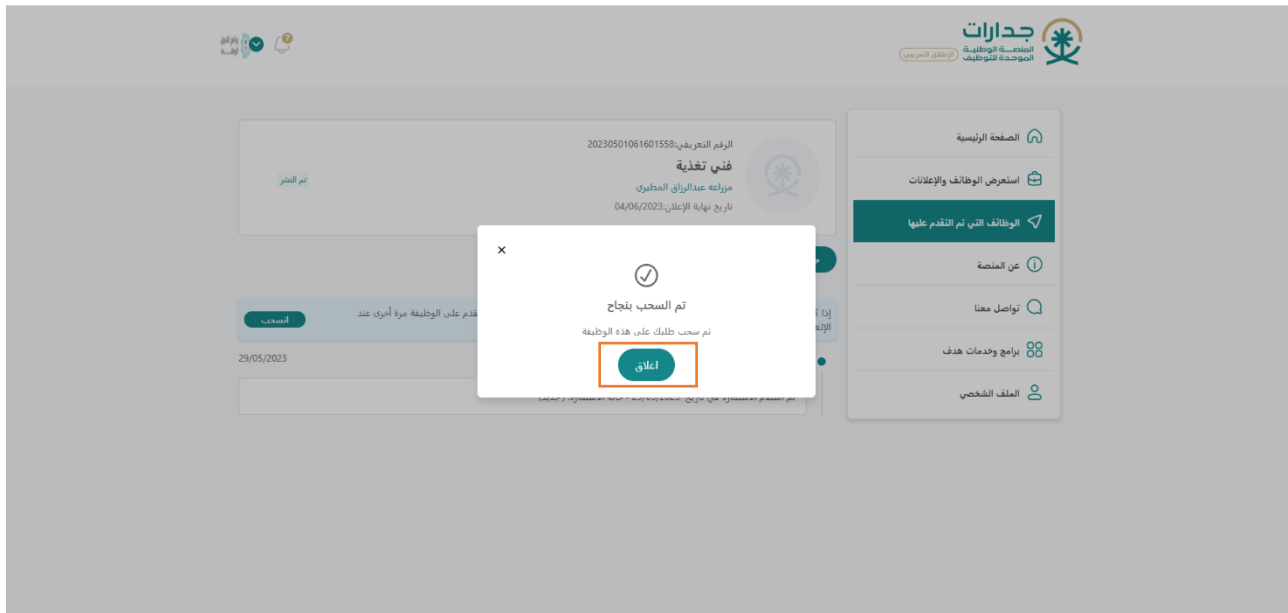 جدارات
المنصة الوطنية
الموحدة للتوظيف
الإطلاق التجريبي
7
الصفحة الرئيسية
استعرض الوظائف والإعلانات
الوظائف التي تم التقدم عليها
عن المنصة
تواصل معنا
برامج وخدمات هدف
الملف الشخصي
الرقم التعريفي:20230501061601558
فني تغذية
مزراعه عبدالرزاق المطيري
تاريخ نهاية الإعلان:04/06/2023
تم النشر
×
تم السحب بنجاح
تم سحب طلبك على هذه الوظيفة
اغلاق
إذا
قدم على الوظيفة مرة أخرى عند
انسحب
29/05/2023